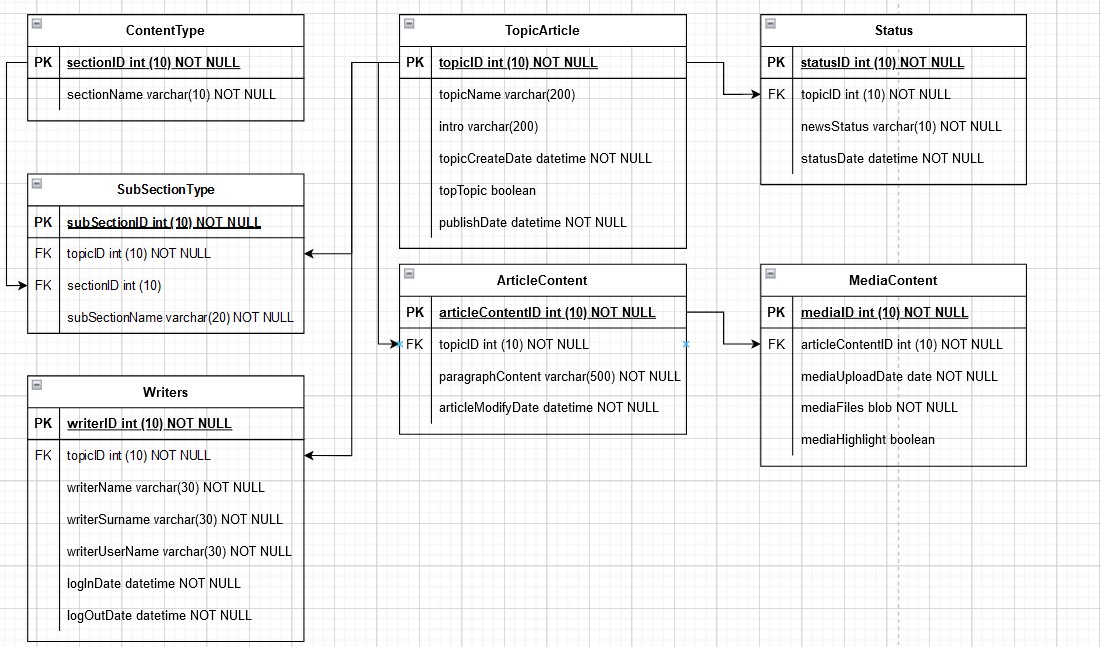 ContentType
PK sectionID int (10) NOT NULL
sectionName varchar(10) NOT NULL
SubSectionType
PK subSectionID int (10) NOT NULL
FK topicID int (10) NOT NULL
FK sectionID int (10)
subSectionName varchar(20) NOT NULL
Writers
PK writerID int (10) NOT NULL
FK topicID int (10) NOT NULL
writerName varchar(30) NOT NULL
writerSurname varchar(30) NOT NULL
writerUserName varchar(30) NOT NULL
logInDate datetime NOT NULL
logOutDate datetime NOT NULL
TopicArticle
PK topicID int (10) NOT NULL
topicName varchar(200)
intro varchar(200)
topicCreateDate datetime NOT NULL
topTopic boolean
publishDate datetime NOT NULL
ArticleContent
PK articleContentID int (10) NOT NULL
FK topicID int (10) NOT NULL
paragraphContent varchar(500) NOT NULL
articleModifyDate datetime NOT NULL
Status
PK statusID int (10) NOT NULL
FK topicID int (10) NOT NULL
newsStatus varchar(10) NOT NULL
statusDate datetime NOT NULL
MediaContent
PK mediaID int (10) NOT NULL
FK articleContentID int (10) NOT NULL
mediaUploadDate date NOT NULL
mediaFiles blob NOT NULL
mediaHighlight boolean